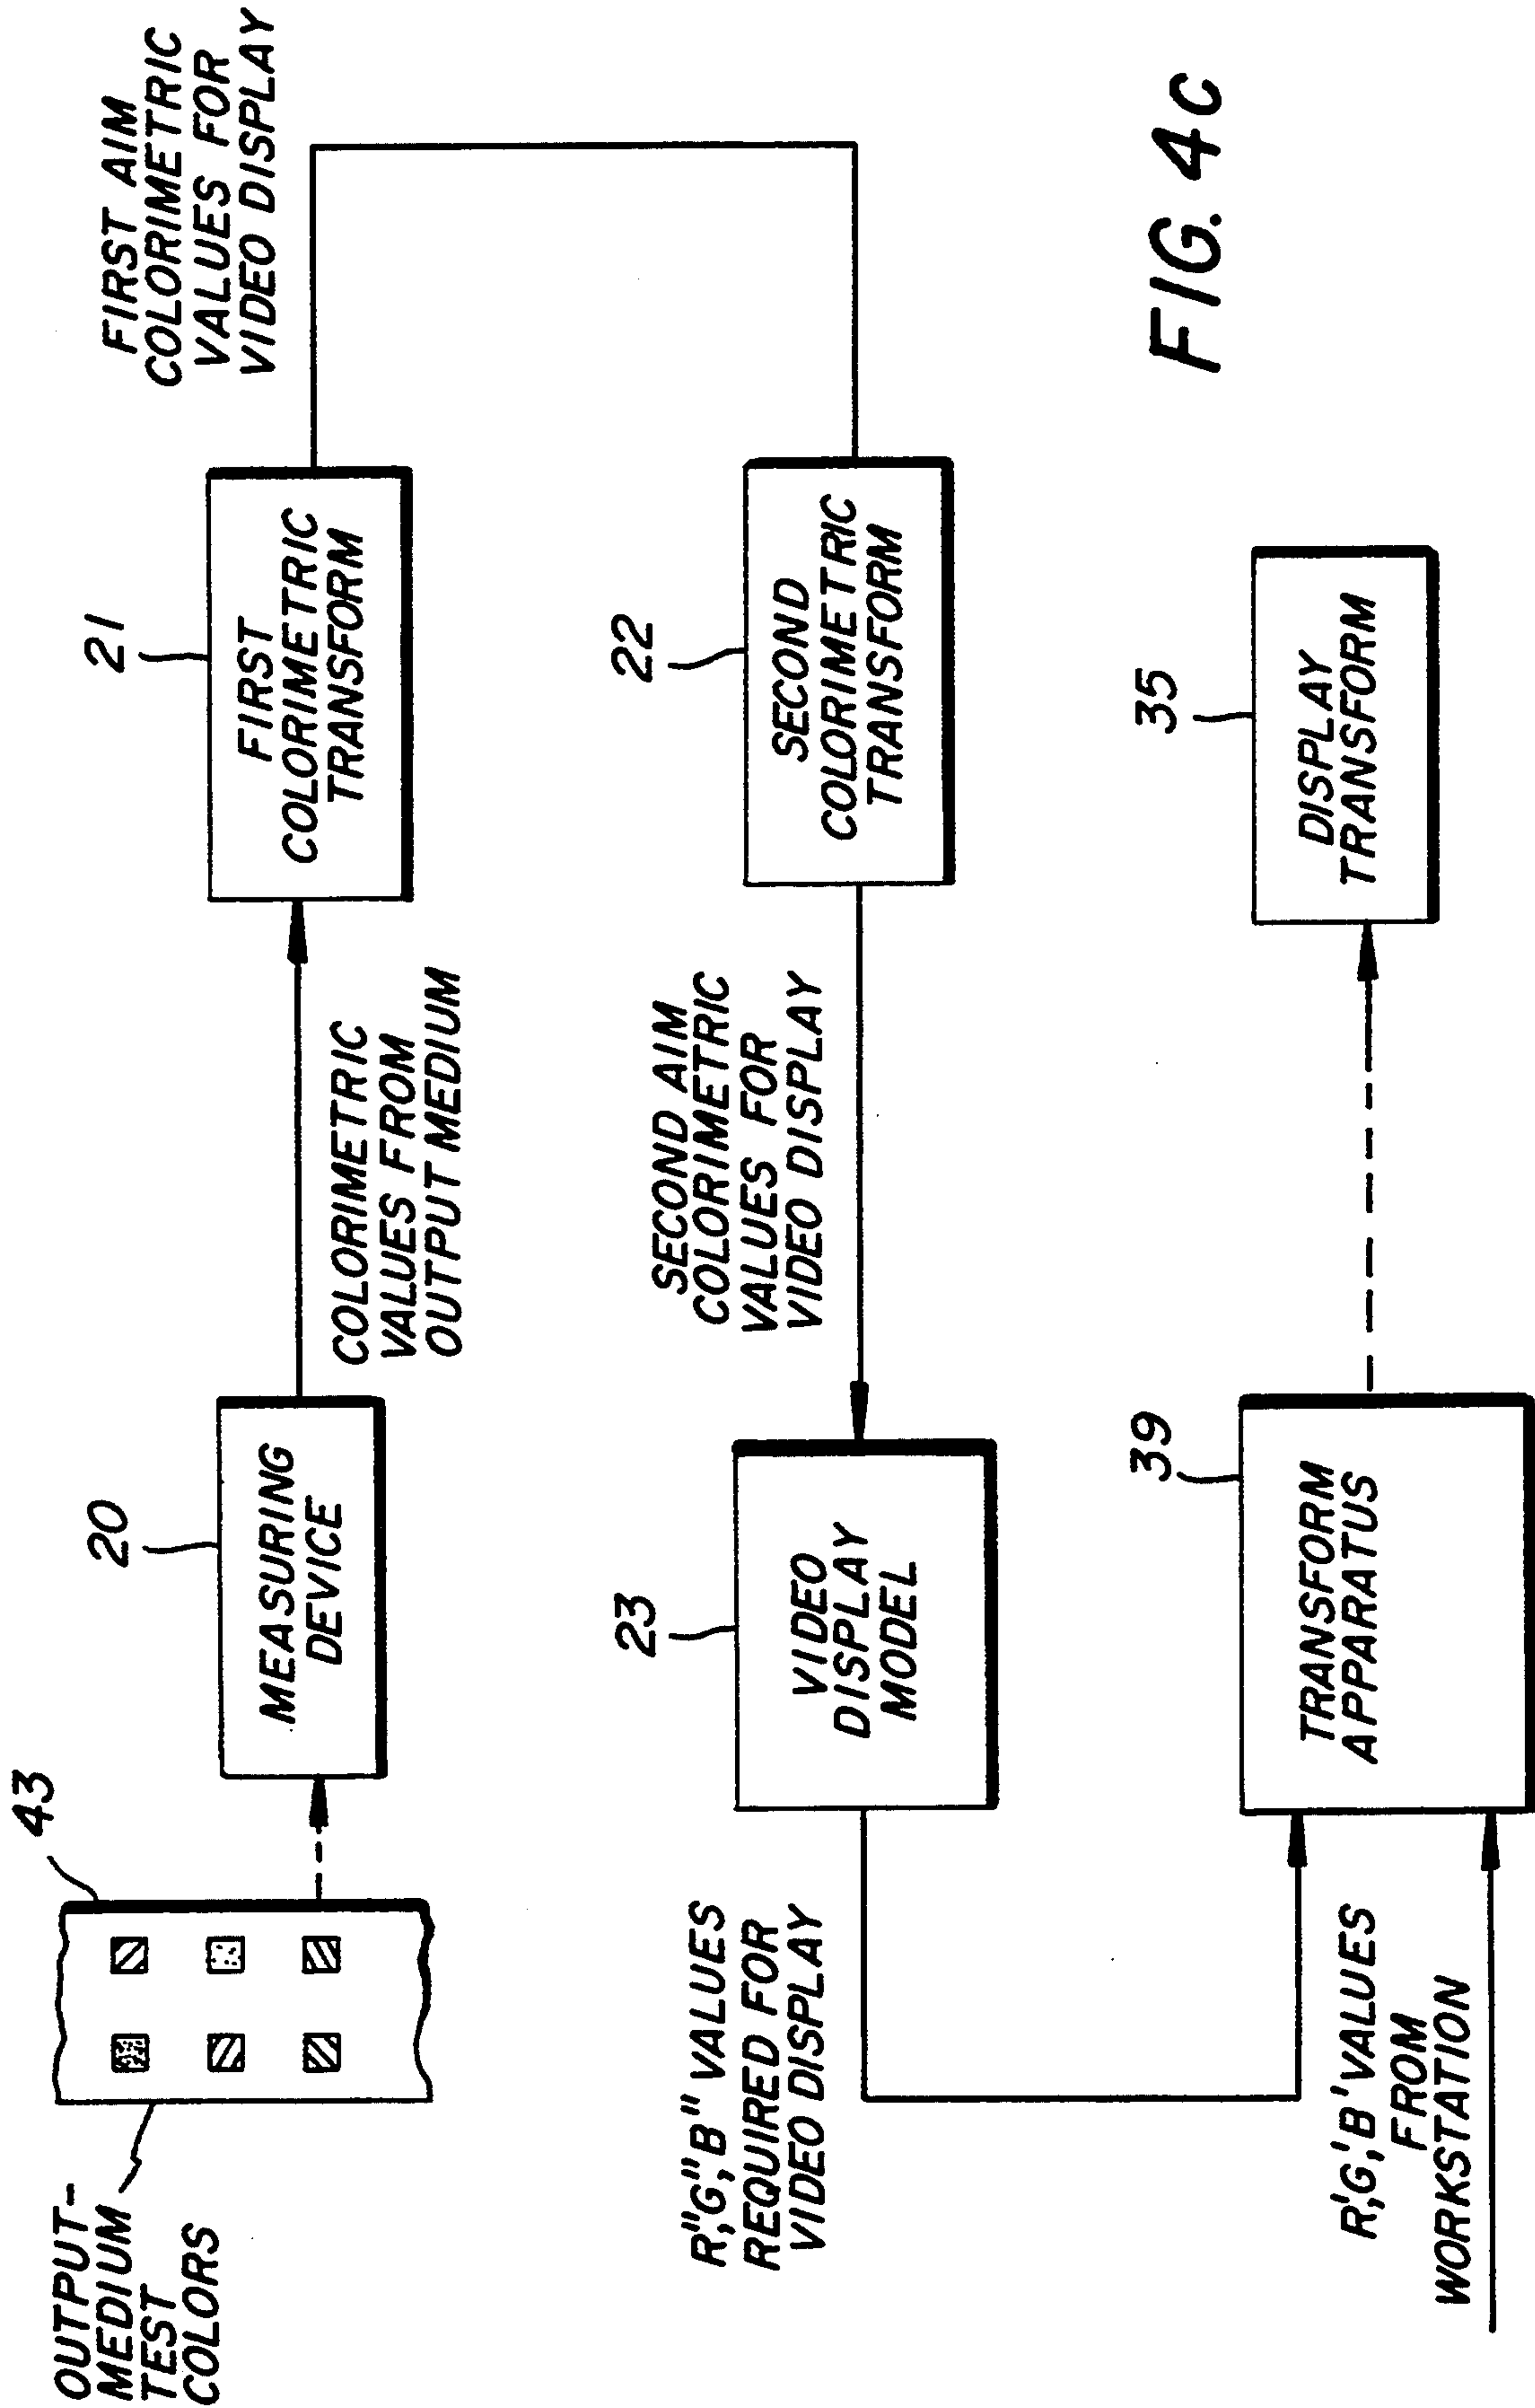 OUTPUT-
MEDIUM
TEST
COLORS
43
20
MEASURING
DEVICE
COLORIMETRIC
VALUES FROM
OUTPUT MEDIUM
21
FIRST
COLORIMETRIC
TRANSFORM
FIRST AIM
COLORIMETRIC
VALUES FOR
VIDEO DISPLAY
22
SECOND
COLORIMETRIC
TRANSFORM
SECOND AIM
COLORIMETRIC
VALUES FOR
VIDEO DISPLAY
23
VIDEO
DISPLAY
MODEL
R",G",B" VALUES
REQUIRED FOR
VIDEO DISPLAY
R',G',B' VALUES
FROM
WORKSTATION
39
TRANSFORM
APPARATUS
35
DISPLAY
TRANSFORM
FIG. 4c